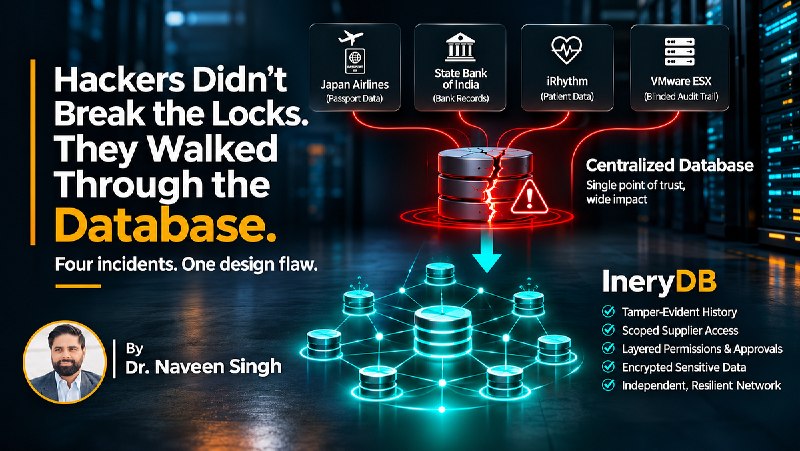 Hackers Didn't
Break the Locks.
They Walked
Through the
Database.
Four incidents. One design flaw.
By
Dr. Naveen Singh
Japan Airlines
(Passport Data)
State Bank
of India
(Bank Records)
iRhythm
(Patient Data)
VMware ESX
(Blinded Audit Trail)
Centralized Database
Single point of trust,
wide impact
IneryDB
Tamper-Evident History
Scoped Supplier Access
Layered Permissions & Approvals
Encrypted Sensitive Data
Independent, Resilient Network